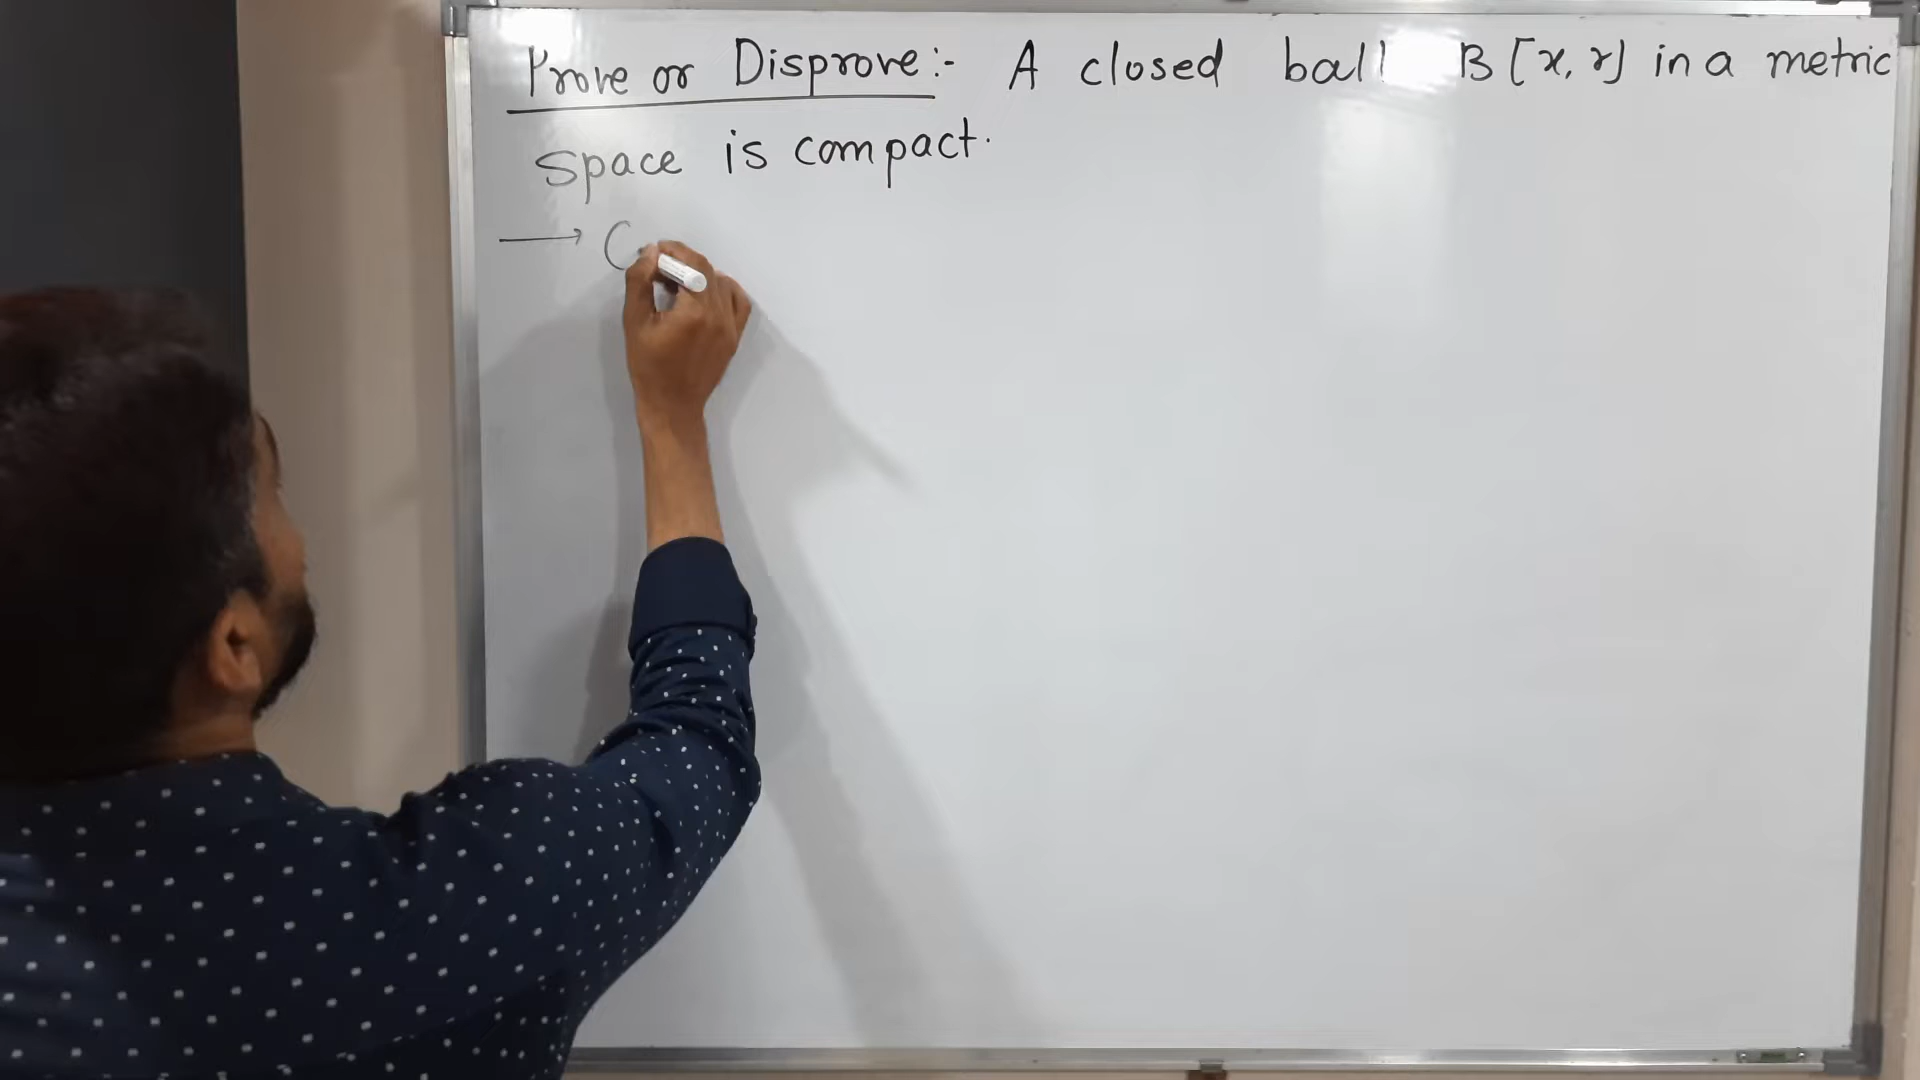 Prove or Disprove:- A closed ball B[x, r] in a metric
space is compact.
→ C